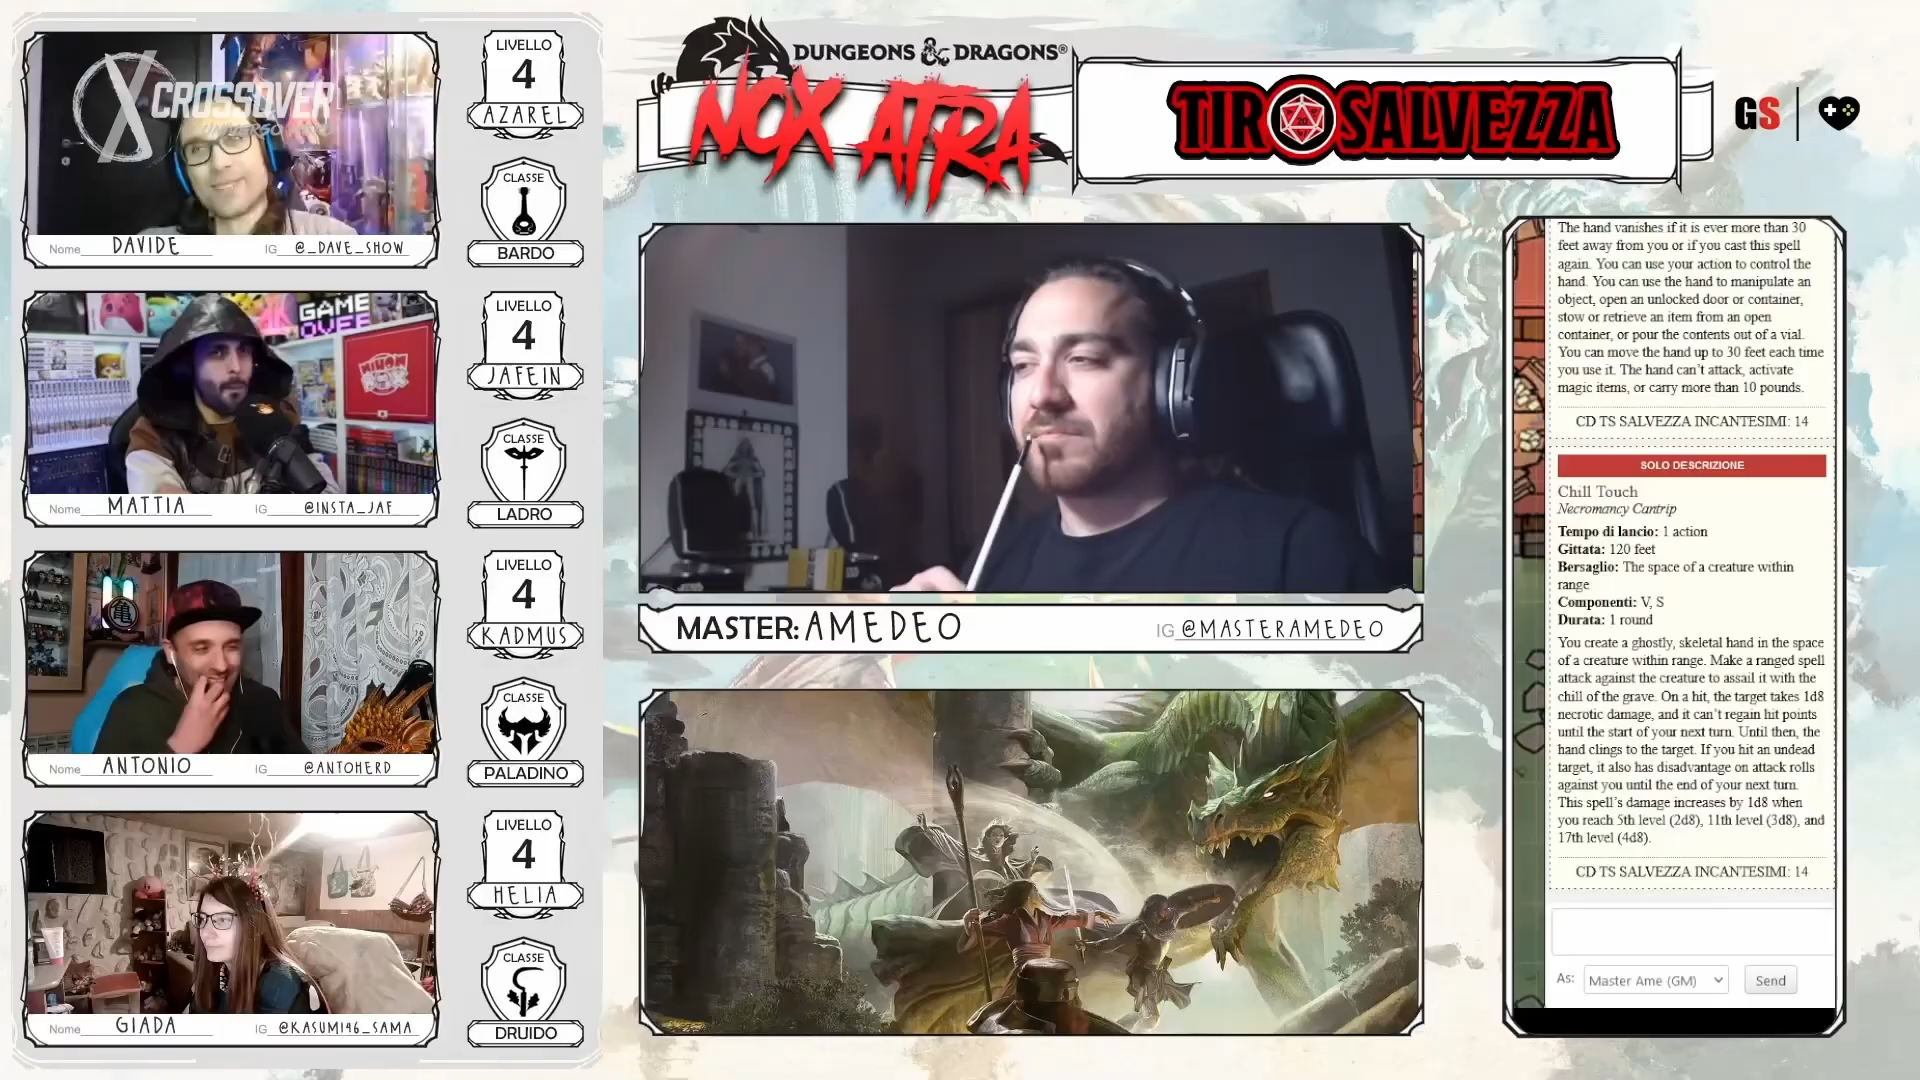 CROSSOVER
UNIVERSO
Nome DAVIDE IG @_DAVE_SHOW
LIVELLO
4
AZAREL
CLASSE
BARDO
GAME
OVER
Nome MATTIA IG @INSTA_JAF
LIVELLO
4
JAFEIN
CLASSE
LADRO
Nome ANTONIO IG @ANTOHERD
LIVELLO
4
KADMUS
CLASSE
PALADINO
Nome GIADA IG @KASUMI46_SAMA
LIVELLO
4
HELIA
CLASSE
DRUIDO
DUNGEONS & DRAGONS®
NOX ATRA
TIRO SALVEZZA
GS
MASTER: AMEDEO IG @MASTERAMEDEO
The hand vanishes if it is ever more than 30
feet away from you or if you cast this spell
again. You can use your action to control the
hand. You can use the hand to manipulate an
object, open an unlocked door or container,
stow or retrieve an item from an open
container, or pour the contents out of a vial.
You can move the hand up to 30 feet each time
you use it. The hand can't attack, activate
magic items, or carry more than 10 pounds.
CD TS SALVEZZA INCANTESIMI: 14
SOLO DESCRIZIONE
Chill Touch
Necromancy Cantrip
Tempo di lancio: 1 action
Gittata: 120 feet
Bersaglio: The space of a creature within
range
Componenti: V, S
Durata: 1 round
You create a ghostly, skeletal hand in the space
of a creature within range. Make a ranged spell
attack against the creature to assail it with the
chill of the grave. On a hit, the target takes 1d8
necrotic damage, and it can't regain hit points
until the start of your next turn. Until then, the
hand clings to the target. If you hit an undead
target, it also has disadvantage on attack rolls
against you until the end of your next turn.
This spell's damage increases by 1d8 when
you reach 5th level (2d8), 11th level (3d8), and
17th level (4d8).
CD TS SALVEZZA INCANTESIMI: 14
As: Master Ame (GM) Send